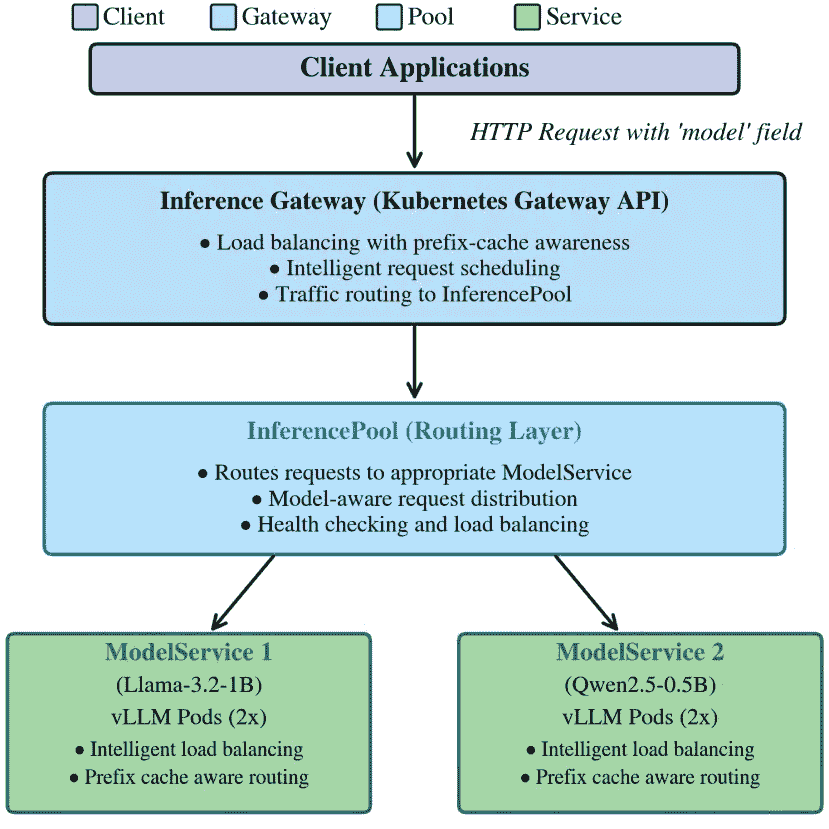 Client Gateway Pool Service
Client Applications
HTTP Request with 'model' field
Inference Gateway (Kubernetes Gateway API)
● Load balancing with prefix-cache awareness
● Intelligent request scheduling
● Traffic routing to InferencePool
InferencePool (Routing Layer)
● Routes requests to appropriate ModelService
● Model-aware request distribution
● Health checking and load balancing
ModelService 1
(Llama-3.2-1B)
vLLM Pods (2x)
● Intelligent load balancing
● Prefix cache aware routing
ModelService 2
(Qwen2.5-0.5B)
vLLM Pods (2x)
● Intelligent load balancing
● Prefix cache aware routing